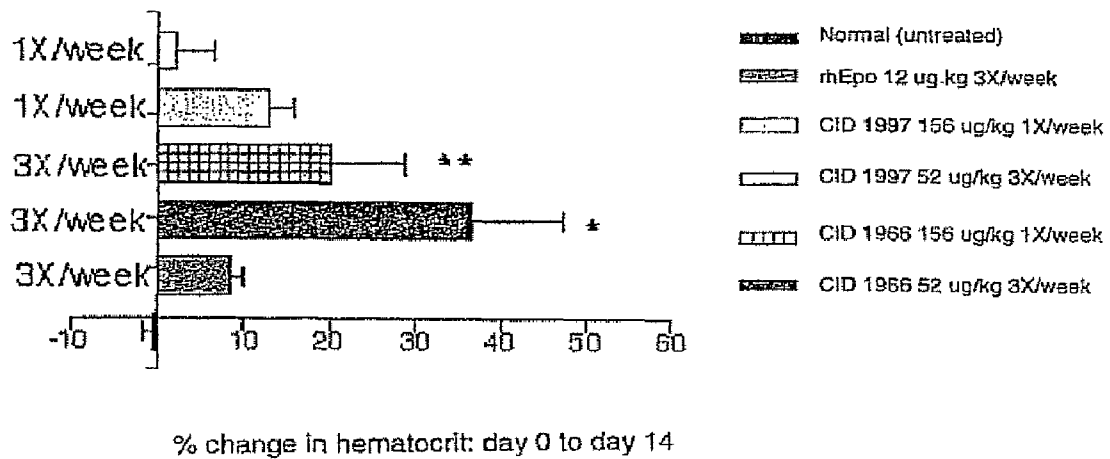 1X/week
1X/week
3X/week
**
3X/week
*
3X/week
-10
10
20
30
40
50
60
% change in hematocrit: day 0 to day 14
Normal (untreated)
rhEpo 12 ug.kg 3X/week
CID 1997 156 ug/kg 1X/week
CID 1997 52 ug/kg 3X/week
CID 1966 156 ug/kg 1X/week
CID 1966 52 ug/kg 3X/week